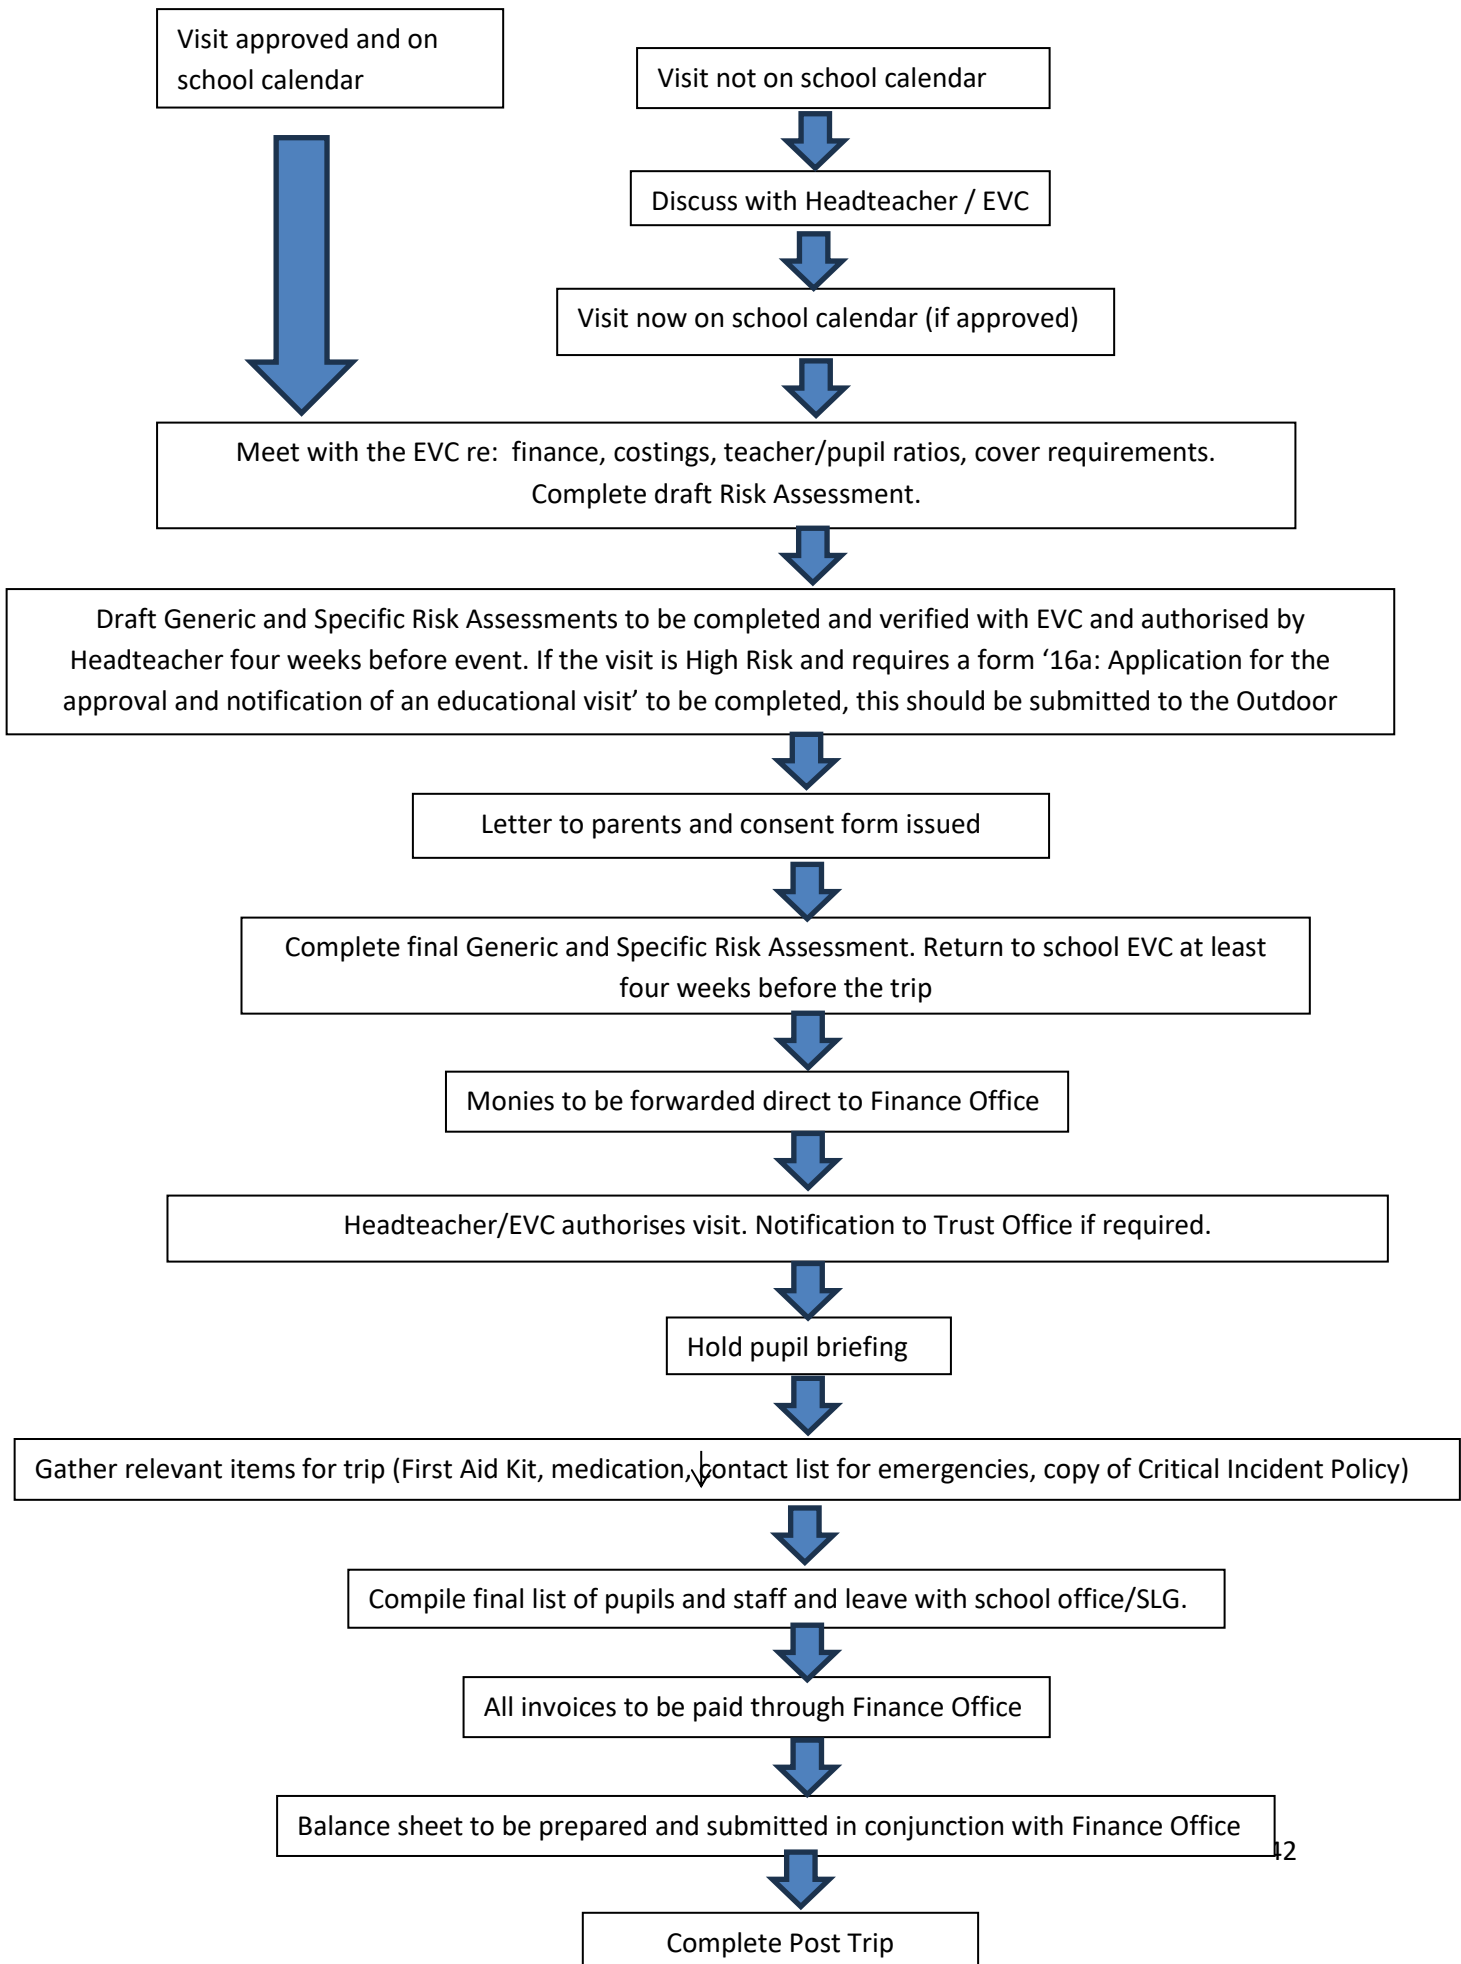 Visit approved and on
school calendar
Visit not on school calendar
Discuss with Headteacher / EVC
Visit now on school calendar (if approved)
Meet with the EVC re:  finance, costings, teacher/pupil ratios, cover requirements.
Complete draft Risk Assessment.
Draft Generic and Specific Risk Assessments to be completed and verified with EVC and authorised by
Headteacher four weeks before event. If the visit is High Risk and requires a form ‘16a: Application for the
approval and notification of an educational visit’ to be completed, this should be submitted to the Outdoor
Letter to parents and consent form issued
Complete final Generic and Specific Risk Assessment. Return to school EVC at least
four weeks before the trip
Monies to be forwarded direct to Finance Office
Headteacher/EVC authorises visit. Notification to Trust Office if required.
Hold pupil briefing
Gather relevant items for trip (First Aid Kit, medication, contact list for emergencies, copy of Critical Incident Policy)
Compile final list of pupils and staff and leave with school office/SLG.
All invoices to be paid through Finance Office
Balance sheet to be prepared and submitted in conjunction with Finance Office
42
Complete Post Trip